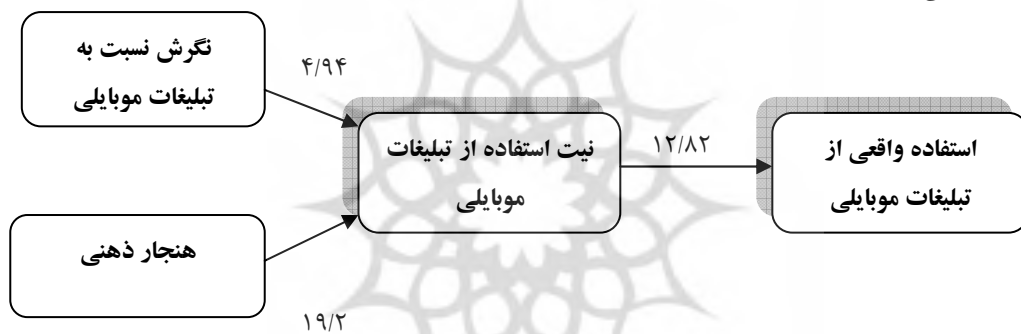 نگرش نسبت به
تبلیغات موبایلی
۴/۹۴
نیت استفاده از تبلیغات
موبایلی
۱۲/۸۲
استفاده واقعی از
تبلیغات موبایلی
هنجار ذهنی
۱۹/۲